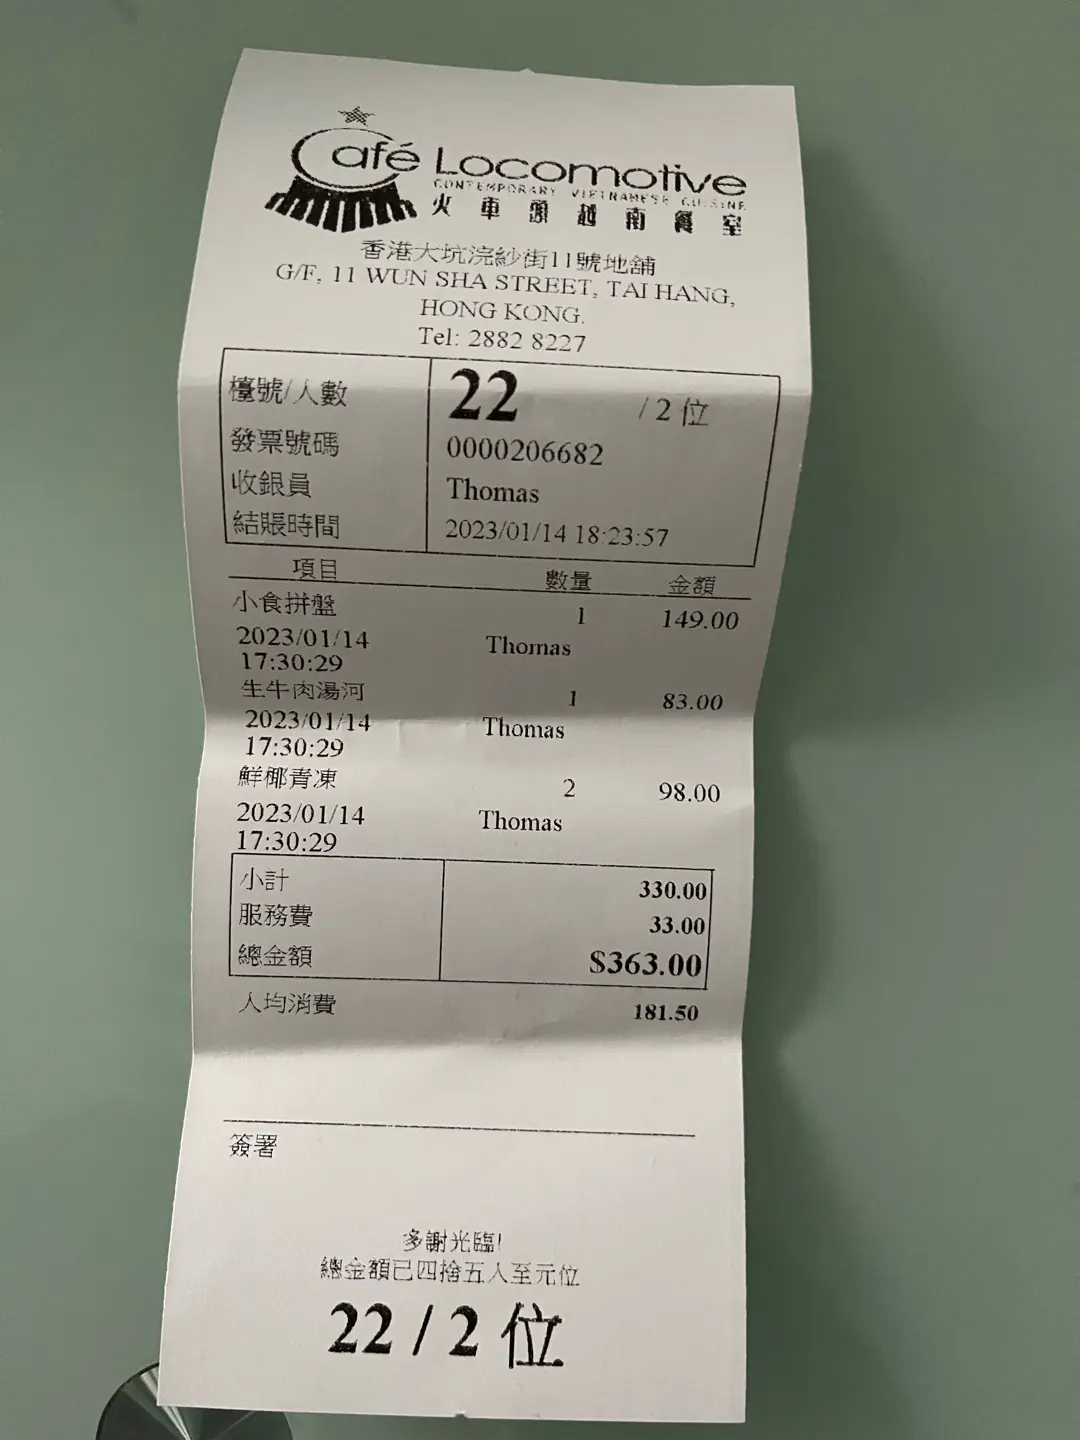 Café Locomotive
CONTEMPORARY VIETNAMESE CUISINE
火車頭越南餐室
香港大坑浣紗街11號地舖
G/F, 11 WUN SHA STREET, TAI HANG,
HONG KONG.
Tel: 2882 8227
檯號/人數 22 / 2 位
發票號碼 0000206682
收銀員 Thomas
結賬時間 2023/01/14 18:23:57
項目 數量 金額
小食拼盤 1 149.00
2023/01/14 Thomas
17:30:29
生牛肉湯河 1 83.00
2023/01/14 Thomas
17:30:29
鮮椰青凍 2 98.00
2023/01/14 Thomas
17:30:29
小計 330.00
服務費 33.00
總金額 $363.00
人均消費 181.50
簽署
多謝光臨!
總金額已四捨五入至元位
22 / 2 位